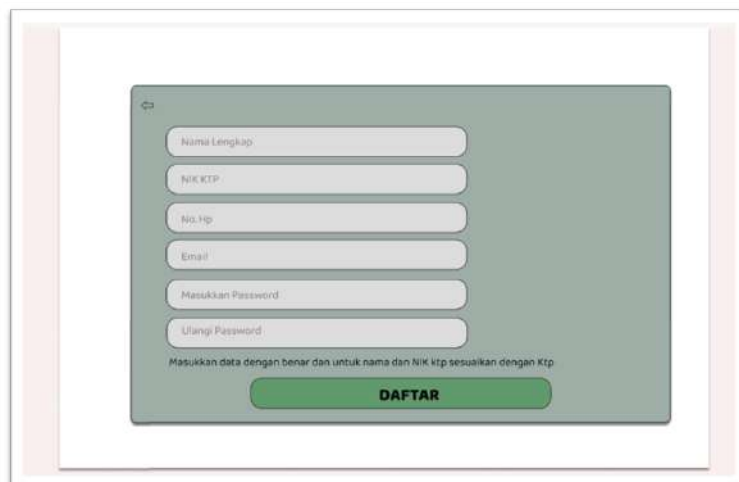 Nama Lengkap
NIK KTP
No. Hp
Email
Masukkan Password
Ulangi Password
Masukkan data dengan benar dan untuk nama dan NIK ktp sesuaikan dengan Ktp
DAFTAR